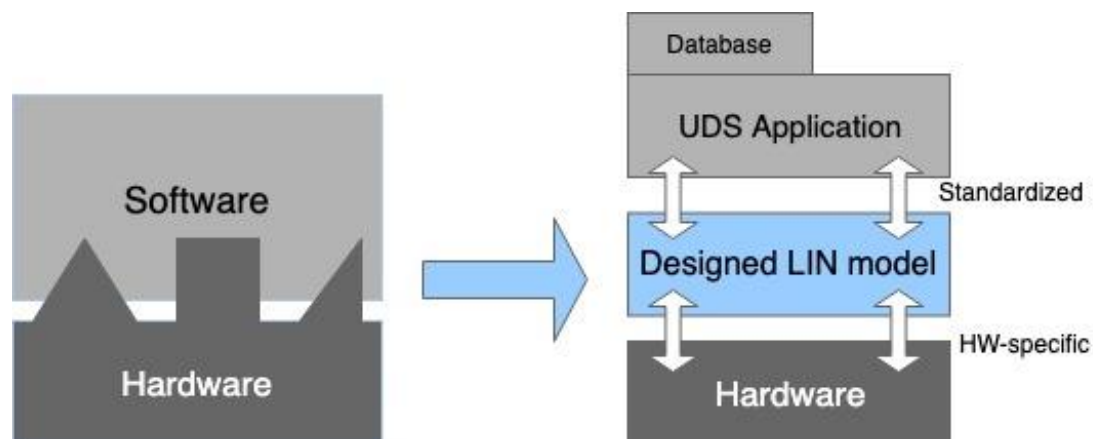 Software
Hardware
Database
UDS Application
Standardized
Designed LIN model
HW-specific
Hardware